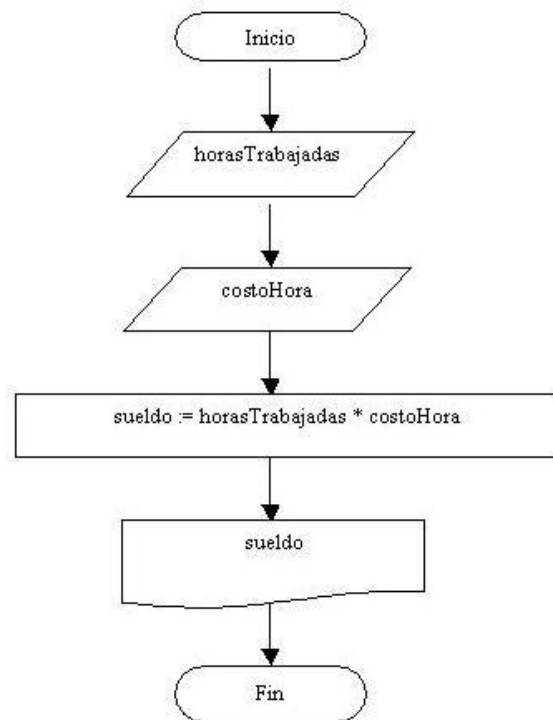 Inicio
horasTrabajadas
costoHora
sueldo := horasTrabajadas * costoHora
sueldo
Fin